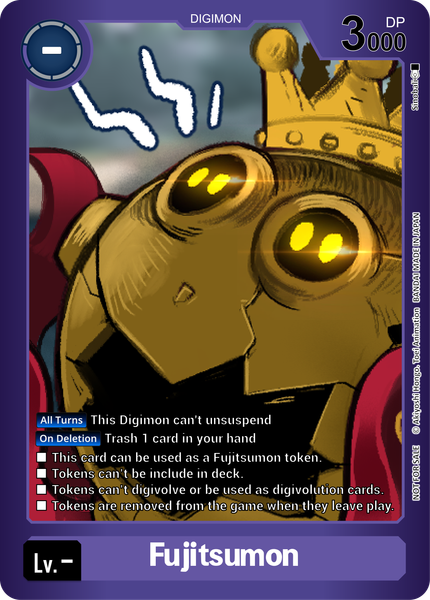 DIGIMON
-
DP
3000
All Turns This Digimon can't unsuspend
On Deletion Trash 1 card in your hand
This card can be used as a Fujitsumon token.
Tokens can't be include in deck.
Tokens can't digivolve or be used as digivolution cards.
Tokens are removed from the game when they leave play.
Lv.-
Fujitsumon
NOT FOR SALE © Akiyoshi Hongo, Toei Animation BANDAI MADE IN JAPAN